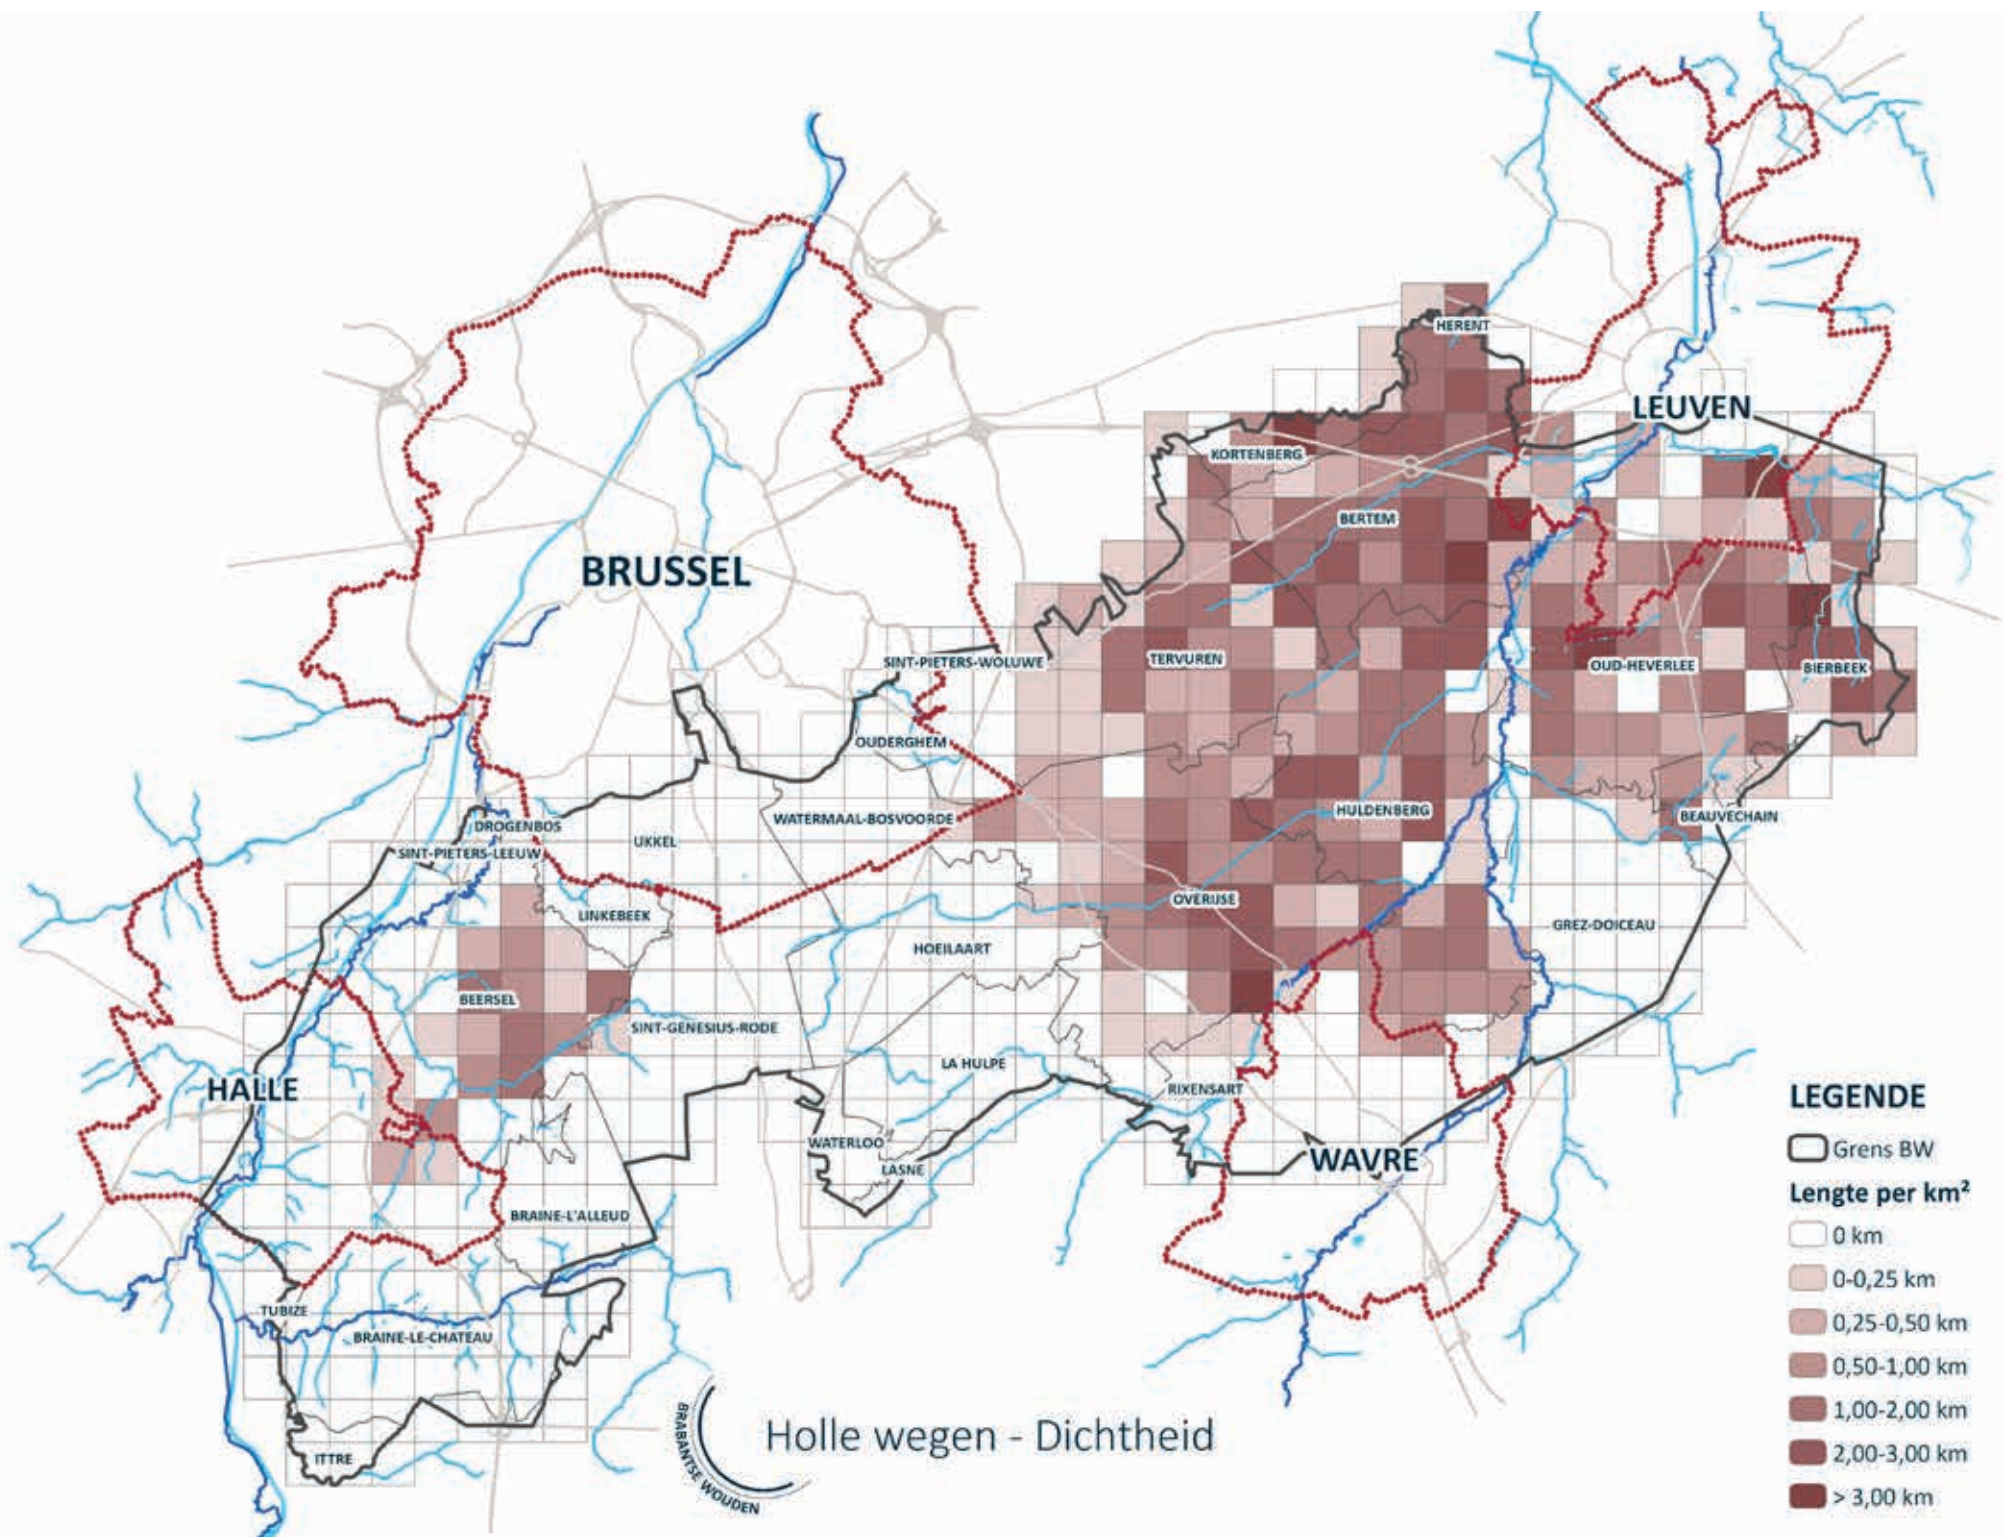 HERENT
LEUVEN
KORTENBERG
BERTEM
BRUSSEL
SINT-PIETERS-WOLUWE
TERVUREN
OUD-HEVERLEE
BIERBEEK
OUDERGHEM
HULDENBERG
WATERMAAL-BOSVOORDE
BEAUVECHAIN
DROGENBOS
UKKEL
SINT-PIETERS-LEEUW
OVERIJSE
LINKEBEEK
GREZ-DOICEAU
HOEILAART
BEERSEL
SINT-GENESIUS-RODE
LA HULPE
HALLE
RIXENSART
WATERLOO
WAVRE
LASNE
BRAINE-L'ALLEUD
TUBIZE
BRAINE-LE-CHATEAU
ITTRE
BRABANTSE WOUDEN
Holle wegen - Dichtheid
LEGENDE
Grens BW
Lengte per km²
0 km
0-0,25 km
0,25-0,50 km
0,50-1,00 km
1,00-2,00 km
2,00-3,00 km
> 3,00 km